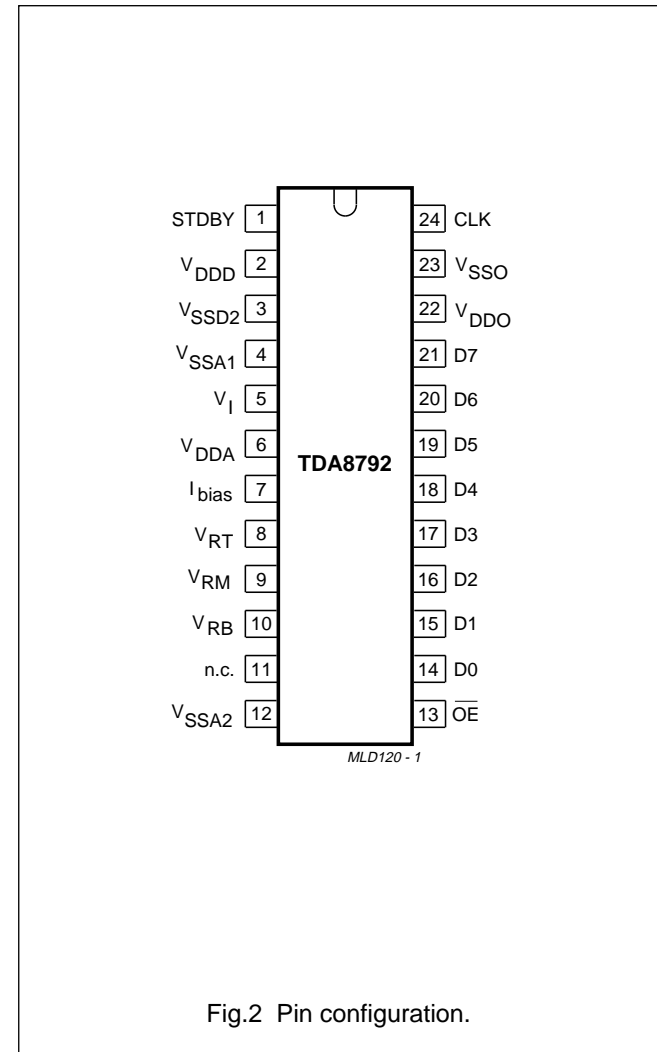 STDBY 1 24 CLK
VDDD 2 23 VSSO
VSSD2 3 22 VDDO
VSSA1 4 21 D7
VI 5 20 D6
VDDA 6 19 D5
TDA8792
Ibias 7 18 D4
VRT 8 17 D3
VRM 9 16 D2
VRB 10 15 D1
n.c. 11 14 D0
VSSA2 12 13 O̅E̅
MLD120 - 1
Fig.2 Pin configuration.